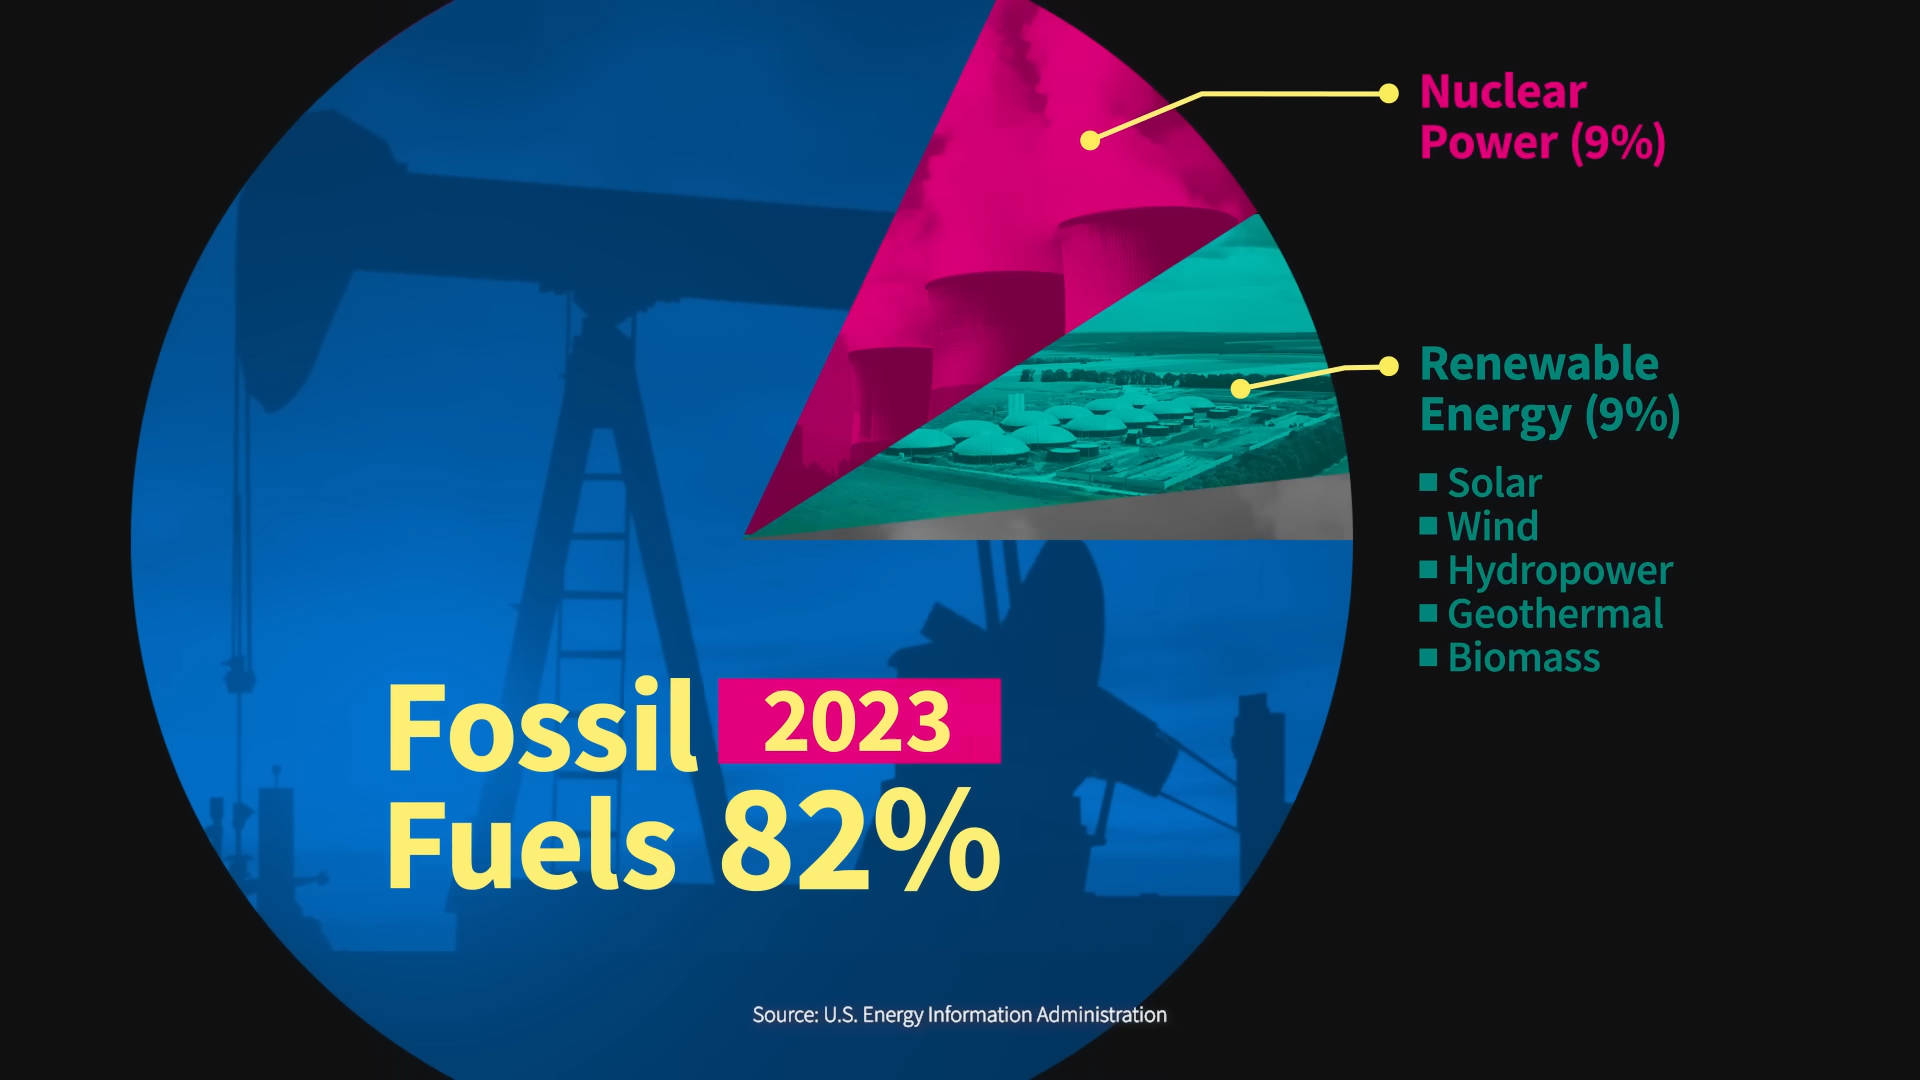 Nuclear
Power (9%)
Renewable
Energy (9%)
Solar
Wind
Hydropower
Geothermal
Biomass
Fossil 2023
Fuels 82%
Source: U.S. Energy Information Administration